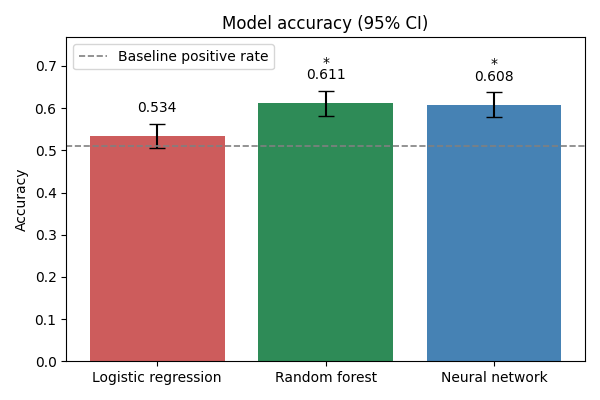 Model accuracy (95% CI)
Baseline positive rate
Accuracy
0.7
0.6
0.5
0.4
0.3
0.2
0.1
0.0
0.534
*
0.611
*
0.608
Logistic regression
Random forest
Neural network